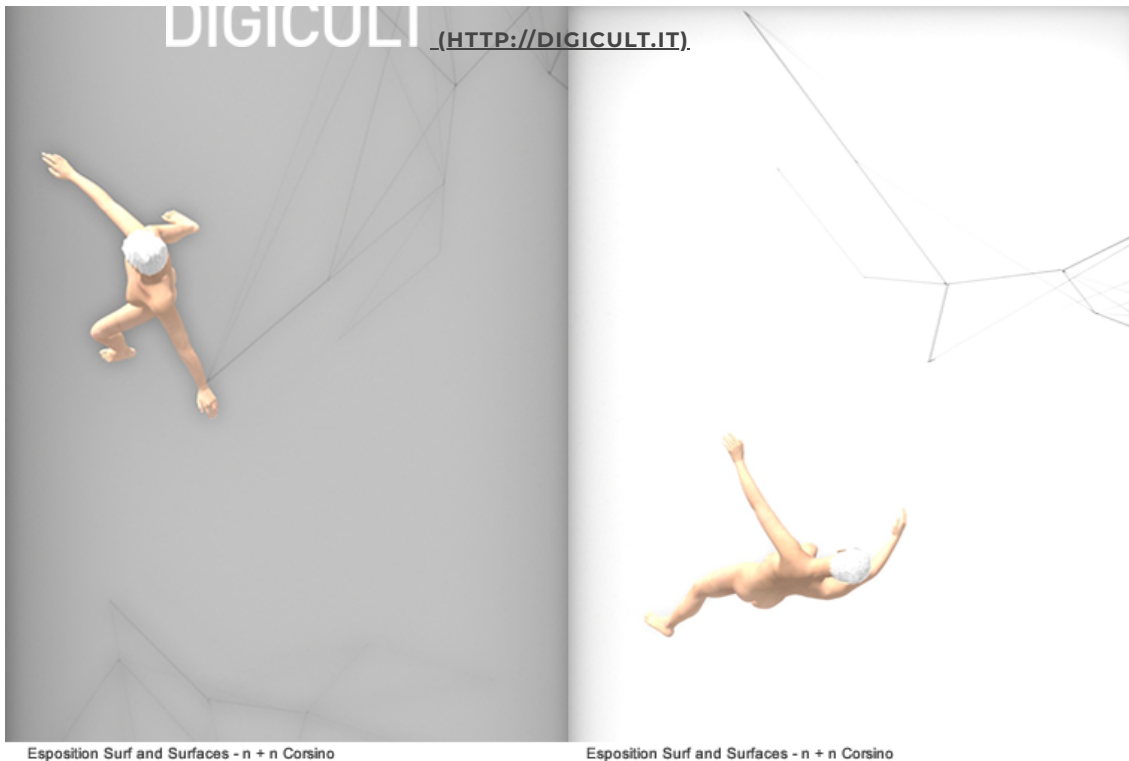 DIGICULT (HTTP://DIGICULT.IT)
Esposition Surf and Surfaces - n + n Corsino
Esposition Surf and Surfaces - n + n Corsino